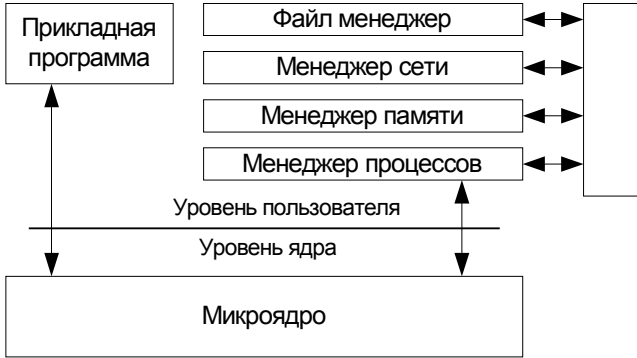 Прикладная
программа
Файл менеджер
Менеджер сети
Менеджер памяти
Менеджер процессов
Уровень пользователя
Уровень ядра
Микроядро